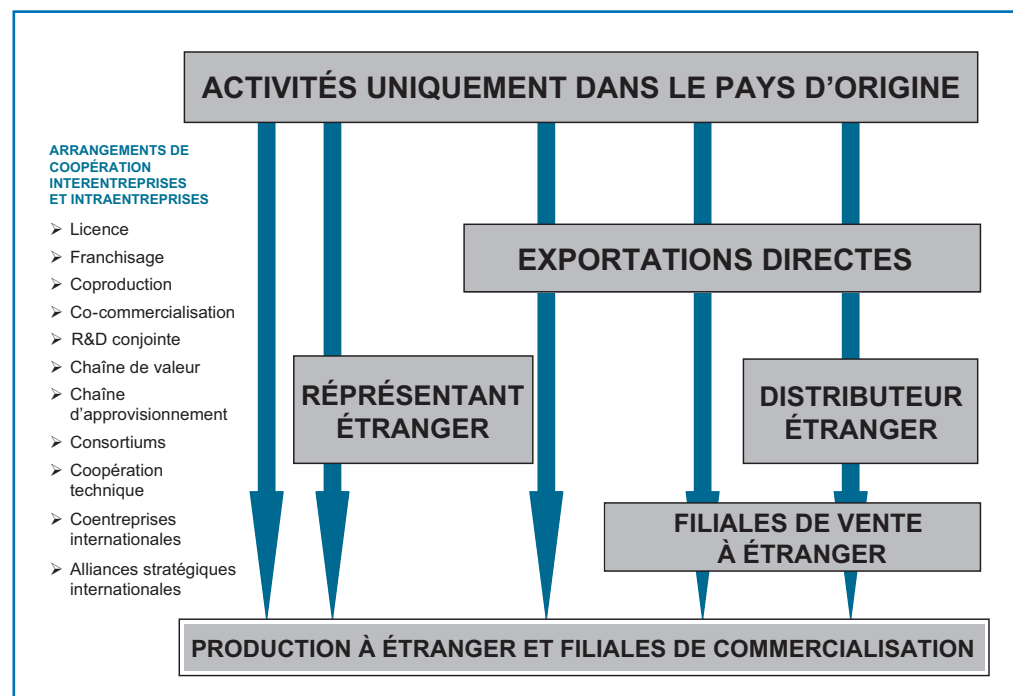 ACTIVITÉS UNIQUEMENT DANS LE PAYS D’ORIGINE
ARRANGEMENTS DE
COOPÉRATION
INTERENTREPRISES
ET INTRAENTREPRISES
➢ Licence
➢ Franchisage
➢ Coproduction
➢ Co-commercialisation
➢ R&D conjointe
➢ Chaîne de valeur
➢ Chaîne
d’approvisionnement
➢ Consortiums
➢ Coopération
technique
➢ Coentreprises
internationales
➢ Alliances stratégiques
internationales
EXPORTATIONS DIRECTES
RÉPRÉSENTANT
ÉTRANGER
DISTRIBUTEUR
ÉTRANGER
FILIALES DE VENTE
À ÉTRANGER
PRODUCTION À ÉTRANGER ET FILIALES DE COMMERCIALISATION